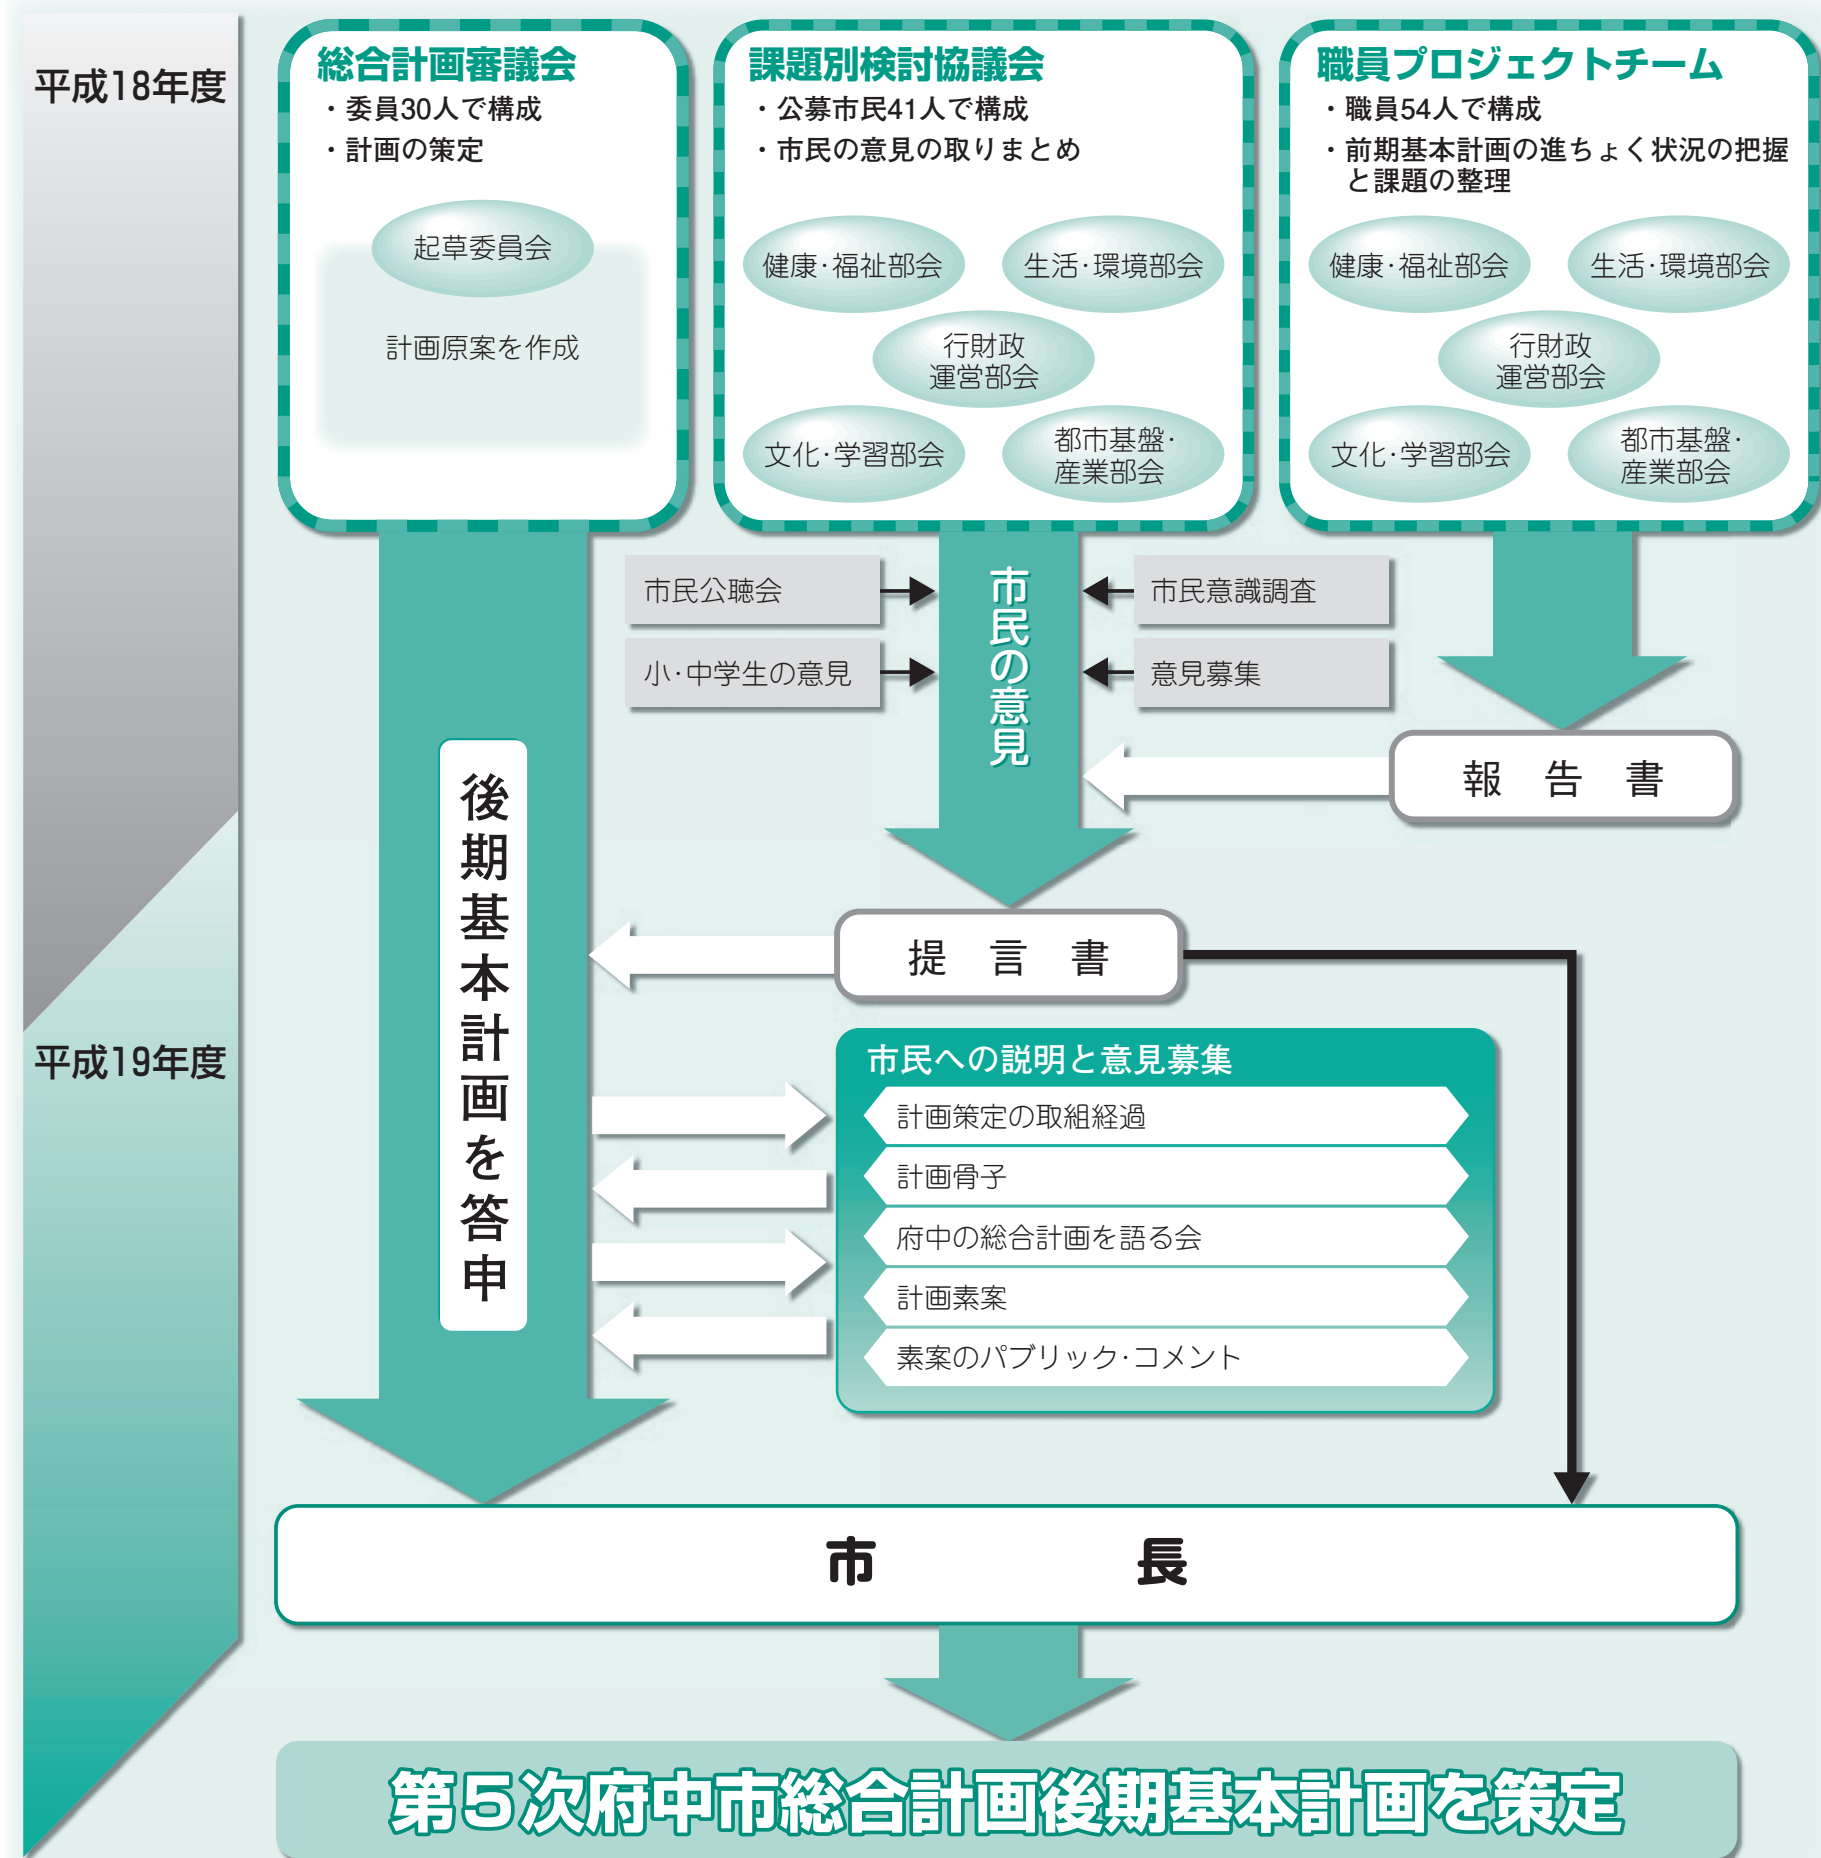 平成18年度
総合計画審議会
・委員30人で構成
・計画の策定
起草委員会
計画原案を作成
課題別検討協議会
・公募市民41人で構成
・市民の意見の取りまとめ
健康・福祉部会
生活・環境部会
行財政
運営部会
文化・学習部会
都市基盤・
産業部会
職員プロジェクトチーム
・職員54人で構成
・前期基本計画の進ちょく状況の把握
と課題の整理
健康・福祉部会
生活・環境部会
行財政
運営部会
文化・学習部会
都市基盤・
産業部会
市民公聴会
小・中学生の意見
市民の意見
市民意識調査
意見募集
報告書
後期基本計画を答申
提言書
平成19年度
市民への説明と意見募集
計画策定の取組経過
計画骨子
府中の総合計画を語る会
計画素案
素案のパブリック・コメント
市長
第5次府中市総合計画後期基本計画を策定